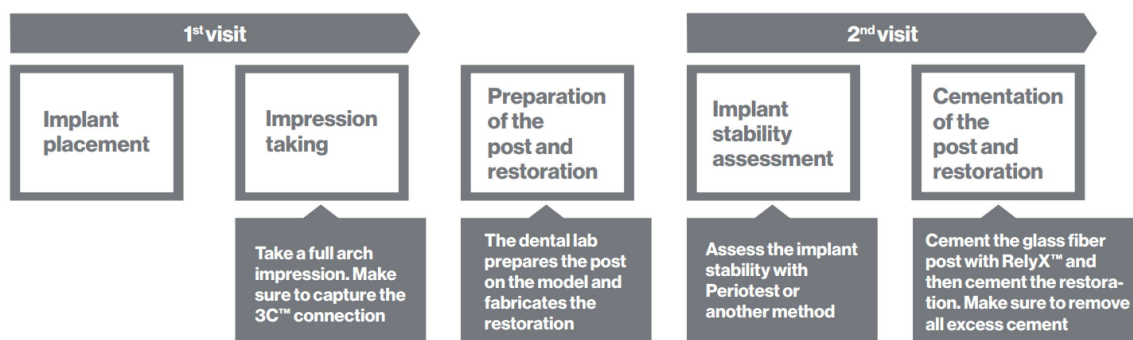 1st visit
2nd visit
Implant
placement
Impression
taking
Preparation
of the
post and
restoration
Implant
stability
assessment
Cementation
of the
post and
restoration
Take a full arch
impression. Make
sure to capture the
3C™ connection
The dental lab
prepares the post
on the model and
fabricates the
restoration
Assess the implant
stability with
Periotest or
another method
Cement the glass fiber
post with RelyX™ and
then cement the restora-
tion. Make sure to remove
all excess cement